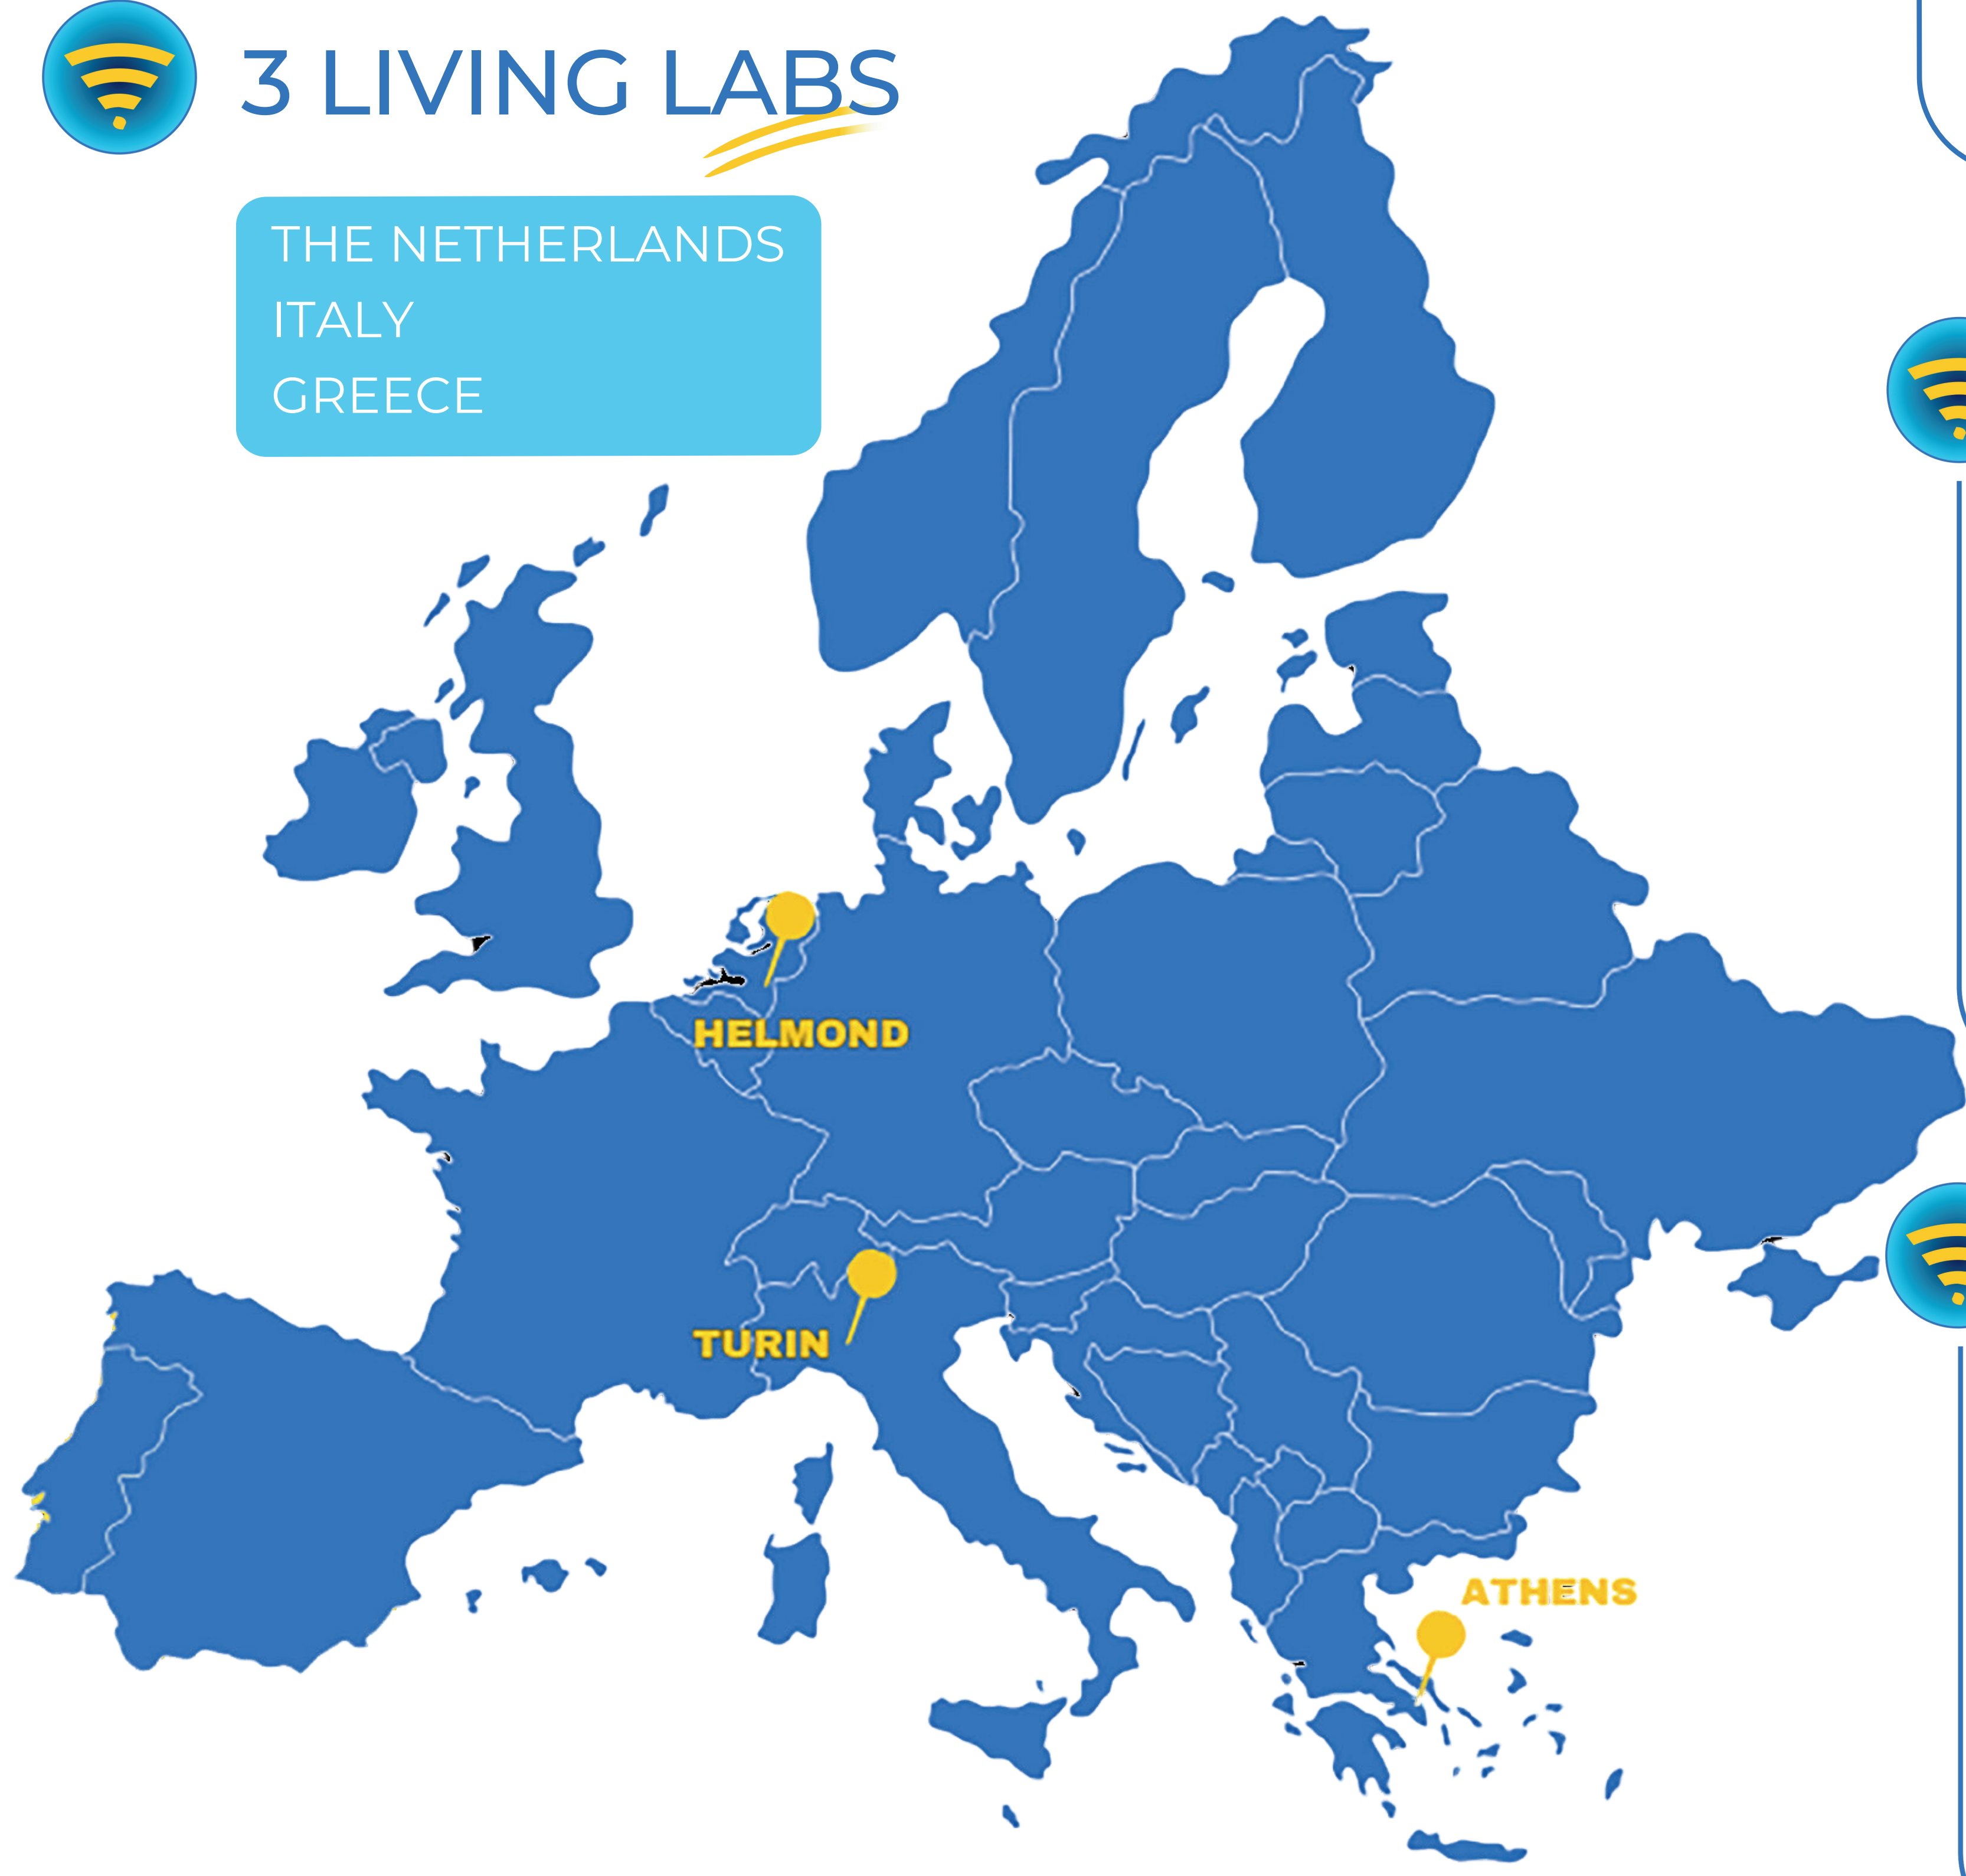 3 LIVING LABS
THE NETHERLANDS
ITALY
GREECE
HELMOND
TURIN
ATHENS